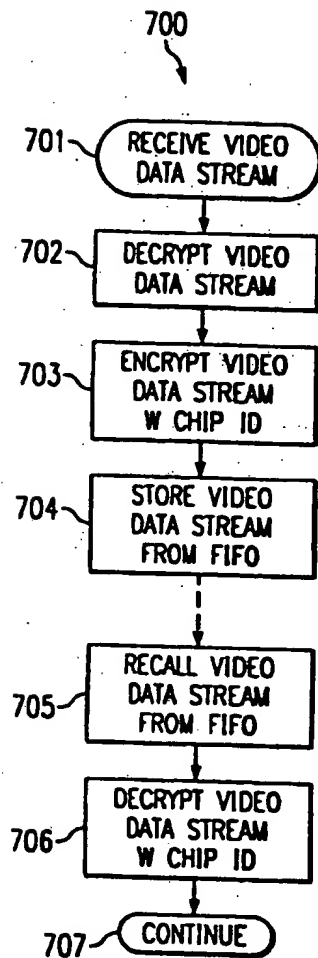 700
701
RECEIVE VIDEO
DATA STREAM
702
DECRYPT VIDEO
DATA STREAM
703
ENCRYPT VIDEO
DATA STREAM
W CHIP ID
704
STORE VIDEO
DATA STREAM
FROM FIFO
705
RECALL VIDEO
DATA STREAM
FROM FIFO
706
DECRYPT VIDEO
DATA STREAM
W CHIP ID
707
CONTINUE